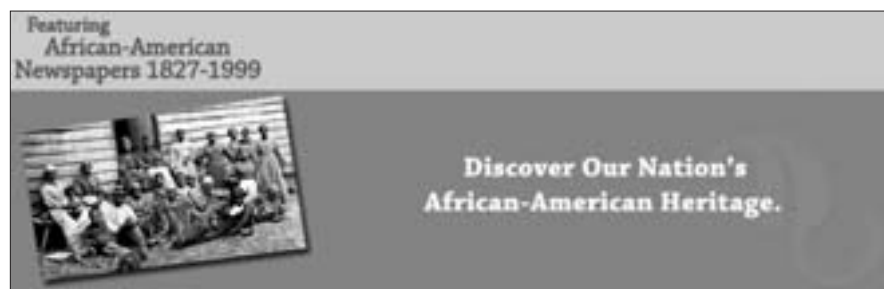 Featuring
African-American
Newspapers 1827-1999
Discover Our Nation's
African-American Heritage.